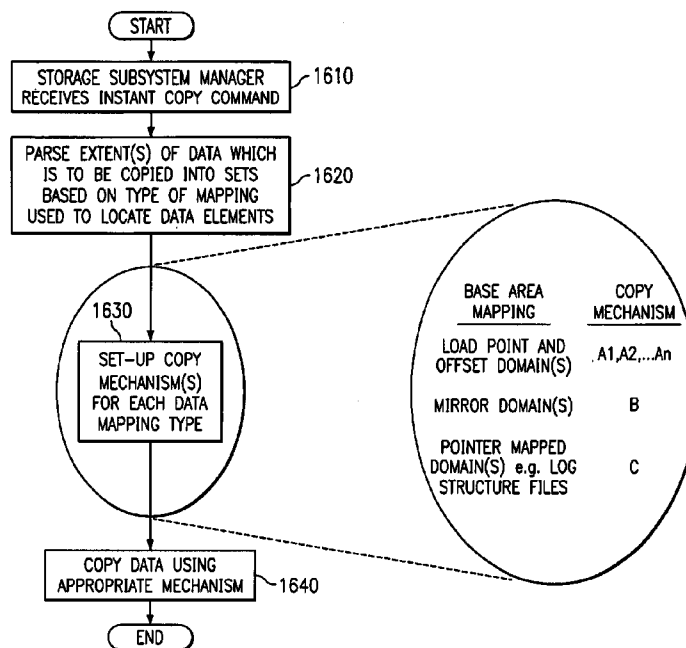 START
STORAGE SUBSYSTEM MANAGER
RECEIVES INSTANT COPY COMMAND
1610
PARSE EXTENT(S) OF DATA WHICH
IS TO BE COPIED INTO SETS
BASED ON TYPE OF MAPPING
USED TO LOCATE DATA ELEMENTS
1620
1630
SET-UP COPY
MECHANISM(S)
FOR EACH DATA
MAPPING TYPE
BASE AREA
MAPPING
COPY
MECHANISM
LOAD POINT AND
OFFSET DOMAIN(S)
A1,A2,...An
MIRROR DOMAIN(S)
B
POINTER MAPPED
DOMAIN(S) e.g. LOG
STRUCTURE FILES
C
COPY DATA USING
APPROPRIATE MECHANISM
1640
END